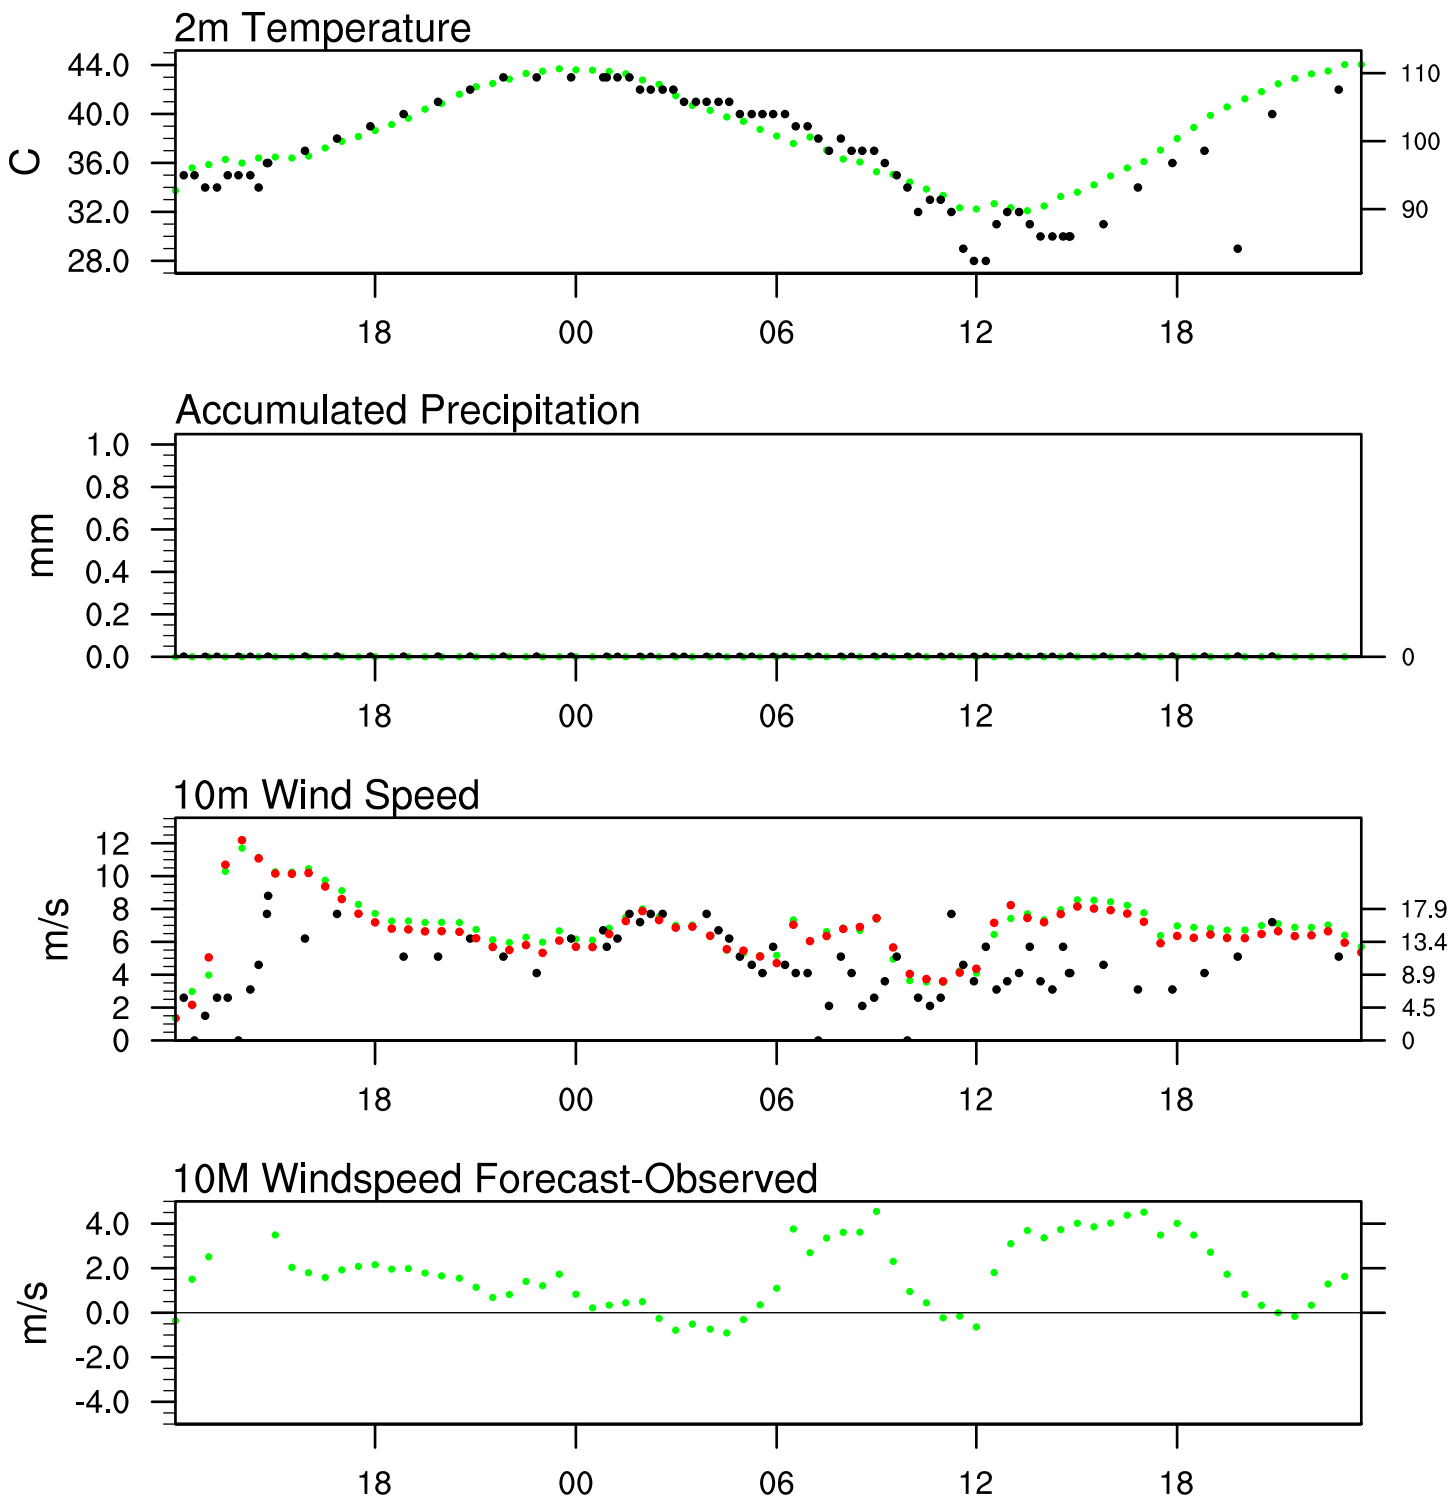 2m Temperature
44.0
40.0
36.0
32.0
28.0
C
110
100
90
18 00 06 12 18
Accumulated Precipitation
1.0
0.8
0.6
0.4
0.2
0.0
mm
0
18 00 06 12 18
10m Wind Speed
12
10
8
6
4
2
0
m/s
17.9
13.4
8.9
4.5
0
18 00 06 12 18
10M Windspeed Forecast-Observed
4.0
2.0
0.0
-2.0
-4.0
m/s
18 00 06 12 18